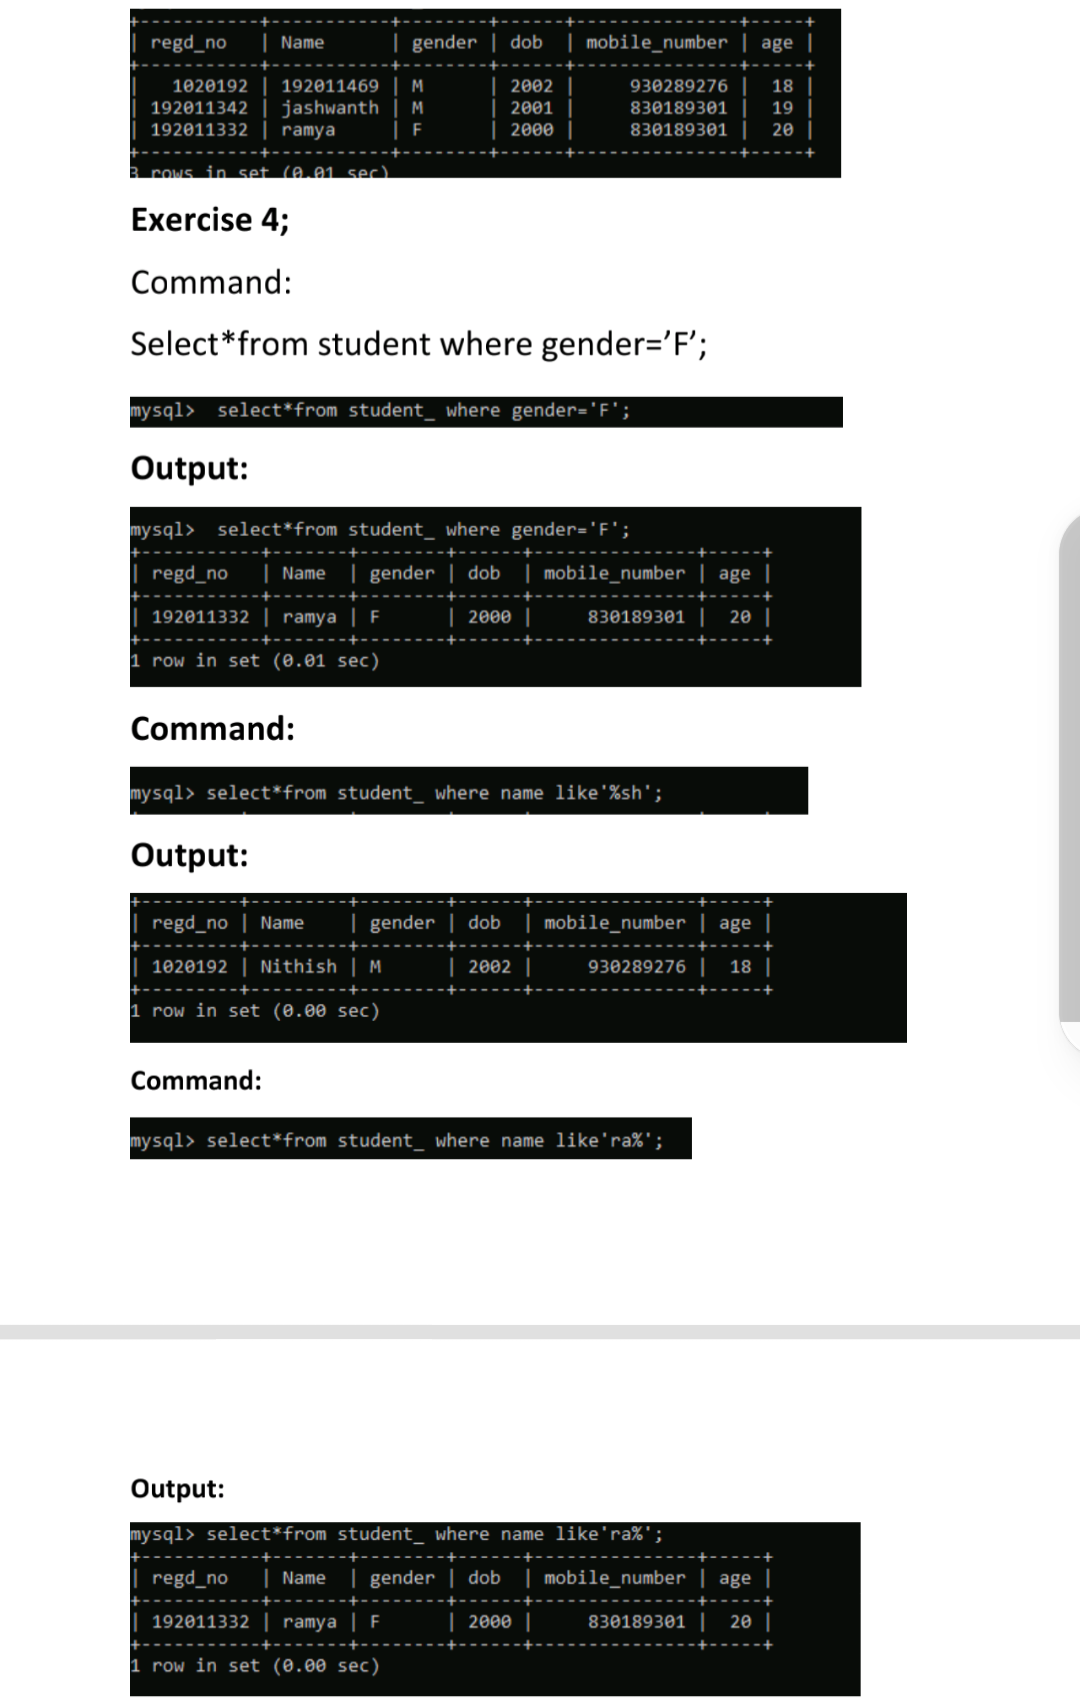 | regd_no | Name | gender | dob | mobile_number | age |
| 1020192 | 192011469 | M | 2002 | 930289276 | 18 |
| 192011342 | jashwanth | M | 2001 | 830189301 | 19 |
| 192011332 | ramya | F | 2000 | 830189301 | 20 |
3 rows in set (0.01 sec)
Exercise 4;
Command:
Select*from student where gender=’F’;
mysql> select*from student_ where gender='F';
Output:
mysql> select*from student_ where gender='F';
| regd_no | Name | gender | dob | mobile_number | age |
| 192011332 | ramya | F | 2000 | 830189301 | 20 |
1 row in set (0.01 sec)
Command:
mysql> select*from student_ where name like'%sh';
Output:
| regd_no | Name | gender | dob | mobile_number | age |
| 1020192 | Nithish | M | 2002 | 930289276 | 18 |
1 row in set (0.00 sec)
Command:
mysql> select*from student_ where name like'ra%';
Output:
mysql> select*from student_ where name like'ra%';
| regd_no | Name | gender | dob | mobile_number | age |
| 192011332 | ramya | F | 2000 | 830189301 | 20 |
1 row in set (0.00 sec)